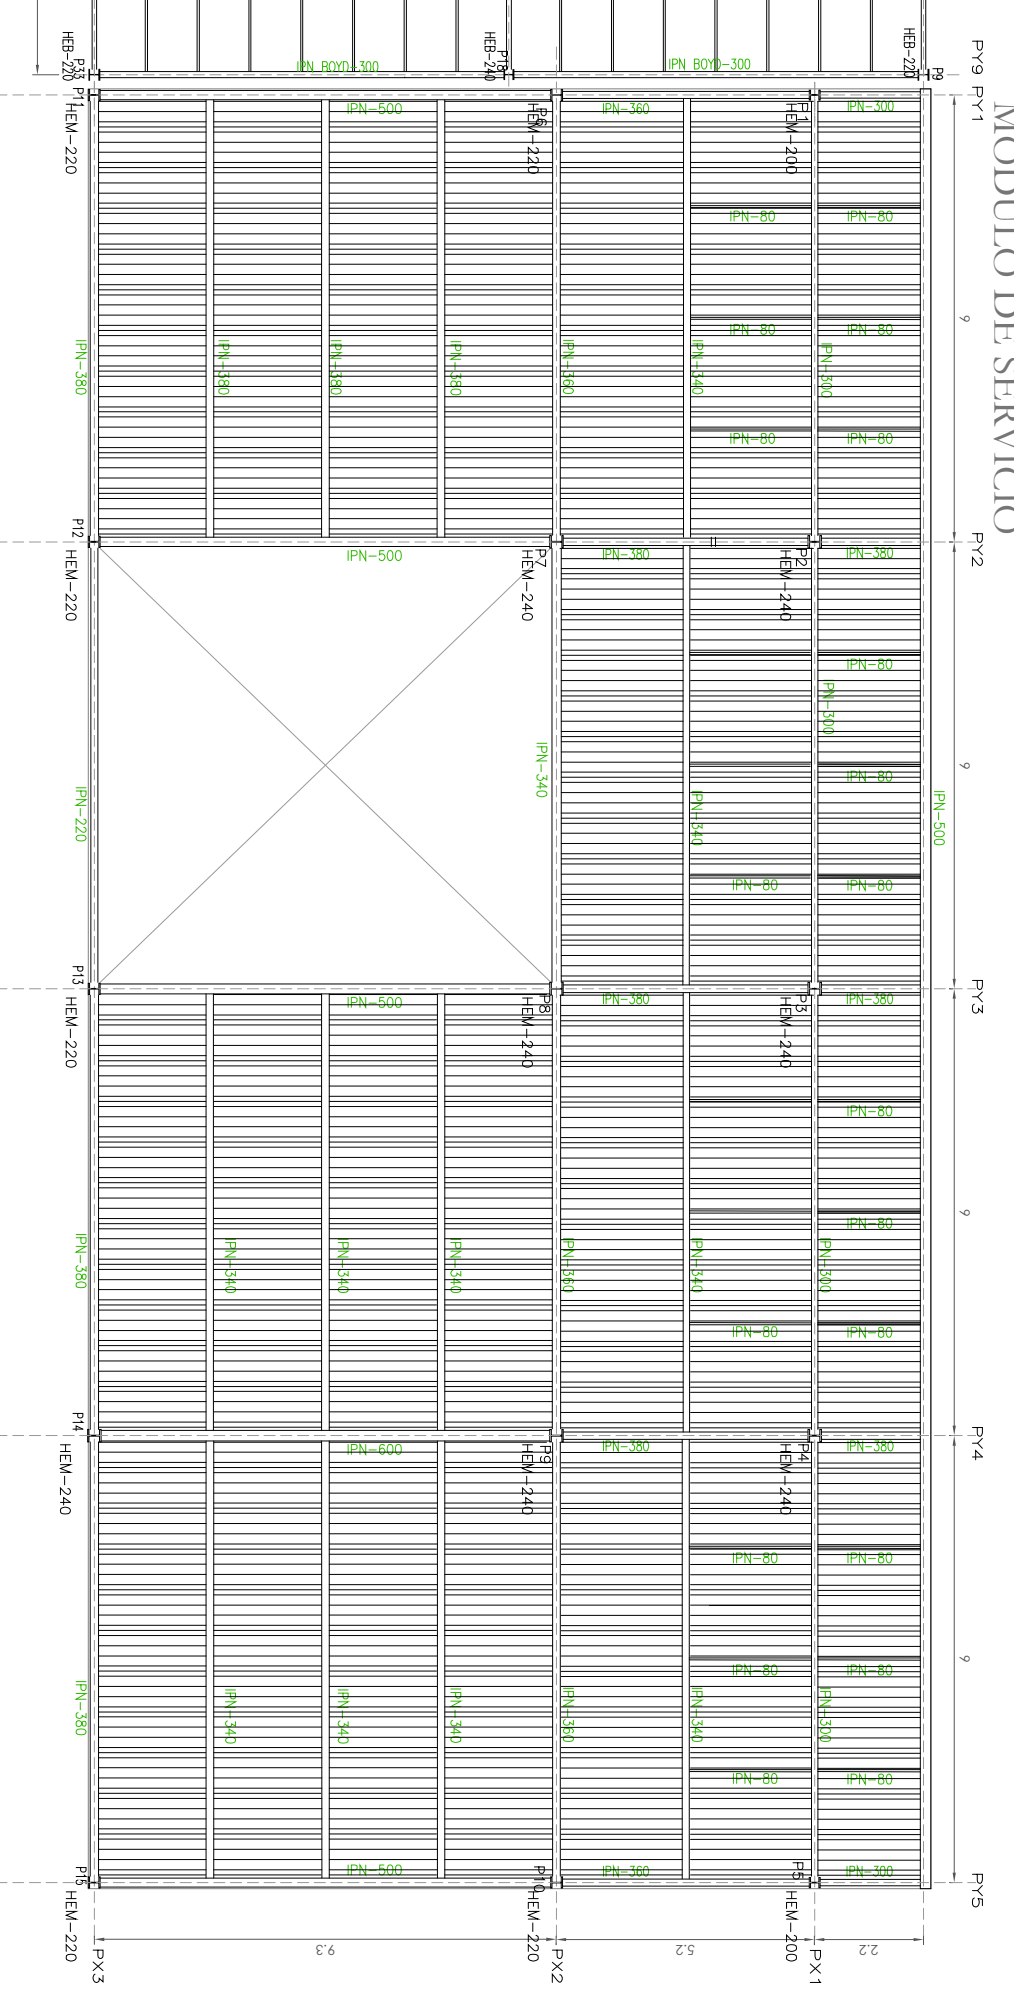 MODULO DE SERVICIO
PY9
PY1
PY2
PY3
PY4
PY5
9
9
9
9
PX1
PX2
PX3
2.2
5.2
9.3
P9
HEB-220
P18
HEB-240
P33
HEB-220
IPN BOYD-300
IPN BOYD-300
P11
HEM-220
IPN-500
P6
HEM-220
IPN-360
P1
HEM-200
IPN-300
IPN-80
IPN-80
IPN-80
IPN-80
IPN-80
IPN-80
IPN-380
IPN-380
IPN-380
IPN-380
IPN-360
IPN-340
IPN-300
P12
HEM-220
IPN-500
P7
HEM-240
IPN-380
P2
HEM-240
IPN-380
IPN-80
IPN-300
IPN-80
IPN-340
IPN-220
IPN-340
IPN-500
IPN-80
IPN-80
P13
HEM-220
IPN-500
P8
HEM-240
IPN-380
P3
HEM-240
IPN-380
IPN-80
IPN-80
IPN-380
IPN-340
IPN-340
IPN-340
IPN-360
IPN-340
IPN-300
IPN-80
IPN-80
P14
HEM-240
IPN-600
P9
HEM-240
IPN-380
P4
HEM-240
IPN-380
IPN-80
IPN-80
IPN-80
IPN-80
IPN-380
IPN-340
IPN-340
IPN-340
IPN-360
IPN-340
IPN-300
IPN-80
IPN-80
P15
HEM-220
IPN-500
P10
HEM-220
IPN-360
P5
HEM-200
IPN-300